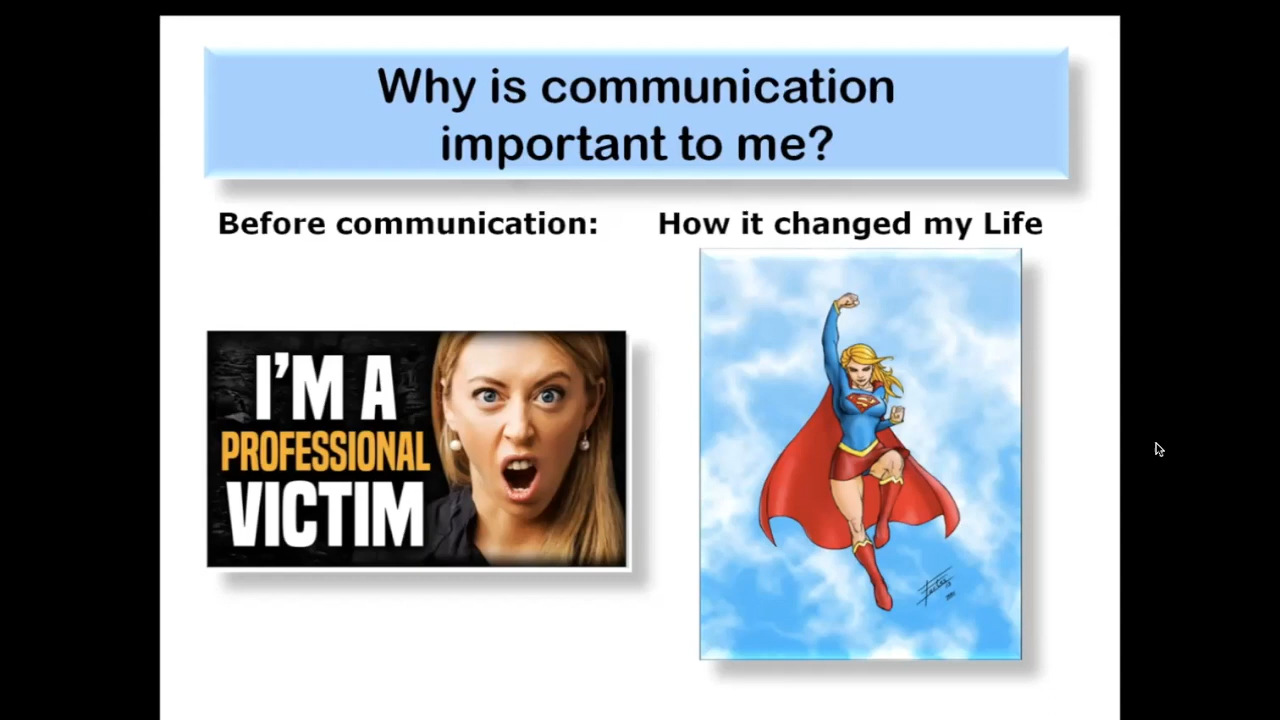 Why is communication
important to me?
Before communication:
How it changed my Life
I'M A
PROFESSIONAL
VICTIM
S